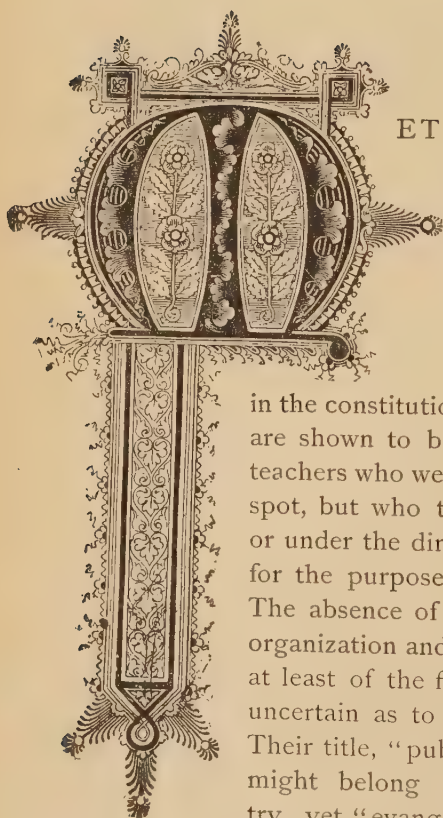 MET
in the constitutio
are shown to b
teachers who we
spot, but who t
or under the dir
for the purpose
The absence of
organization and
at least of the f
uncertain as to
Their title, “pub
might belong
try, yet “evang